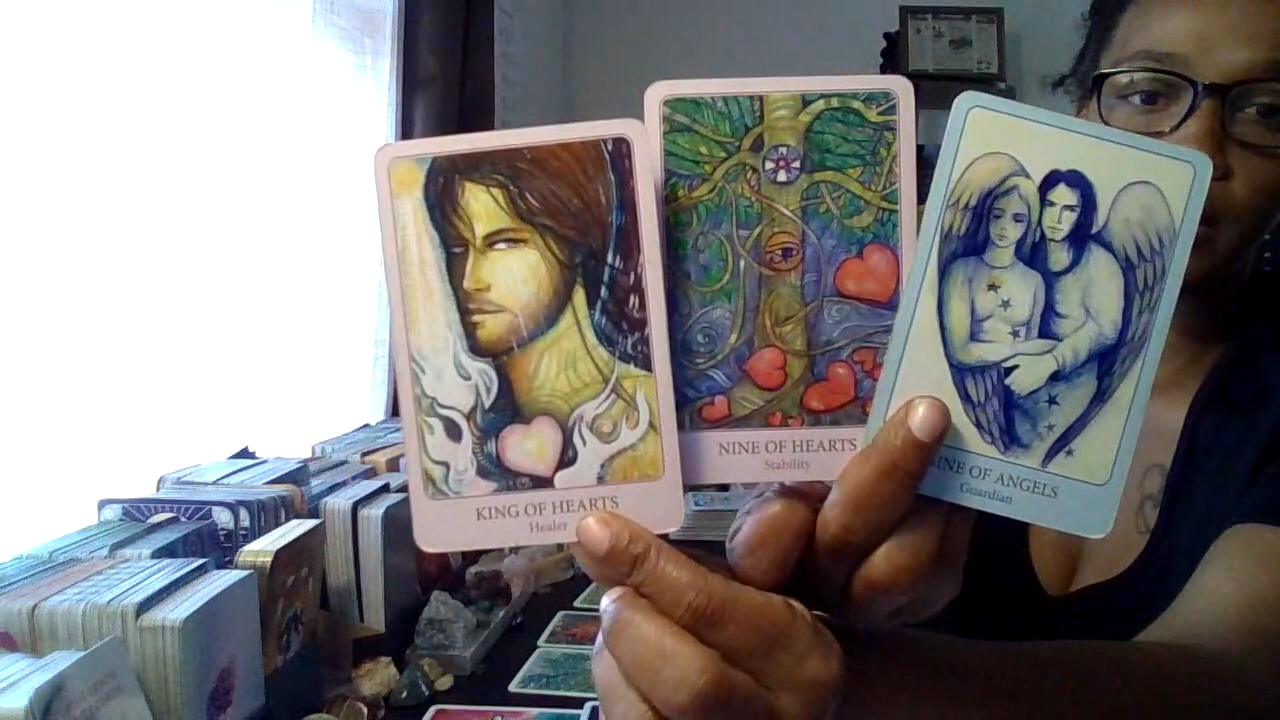 KING OF HEARTS
Healer
NINE OF HEARTS
Stability
NINE OF ANGELS
Guardian